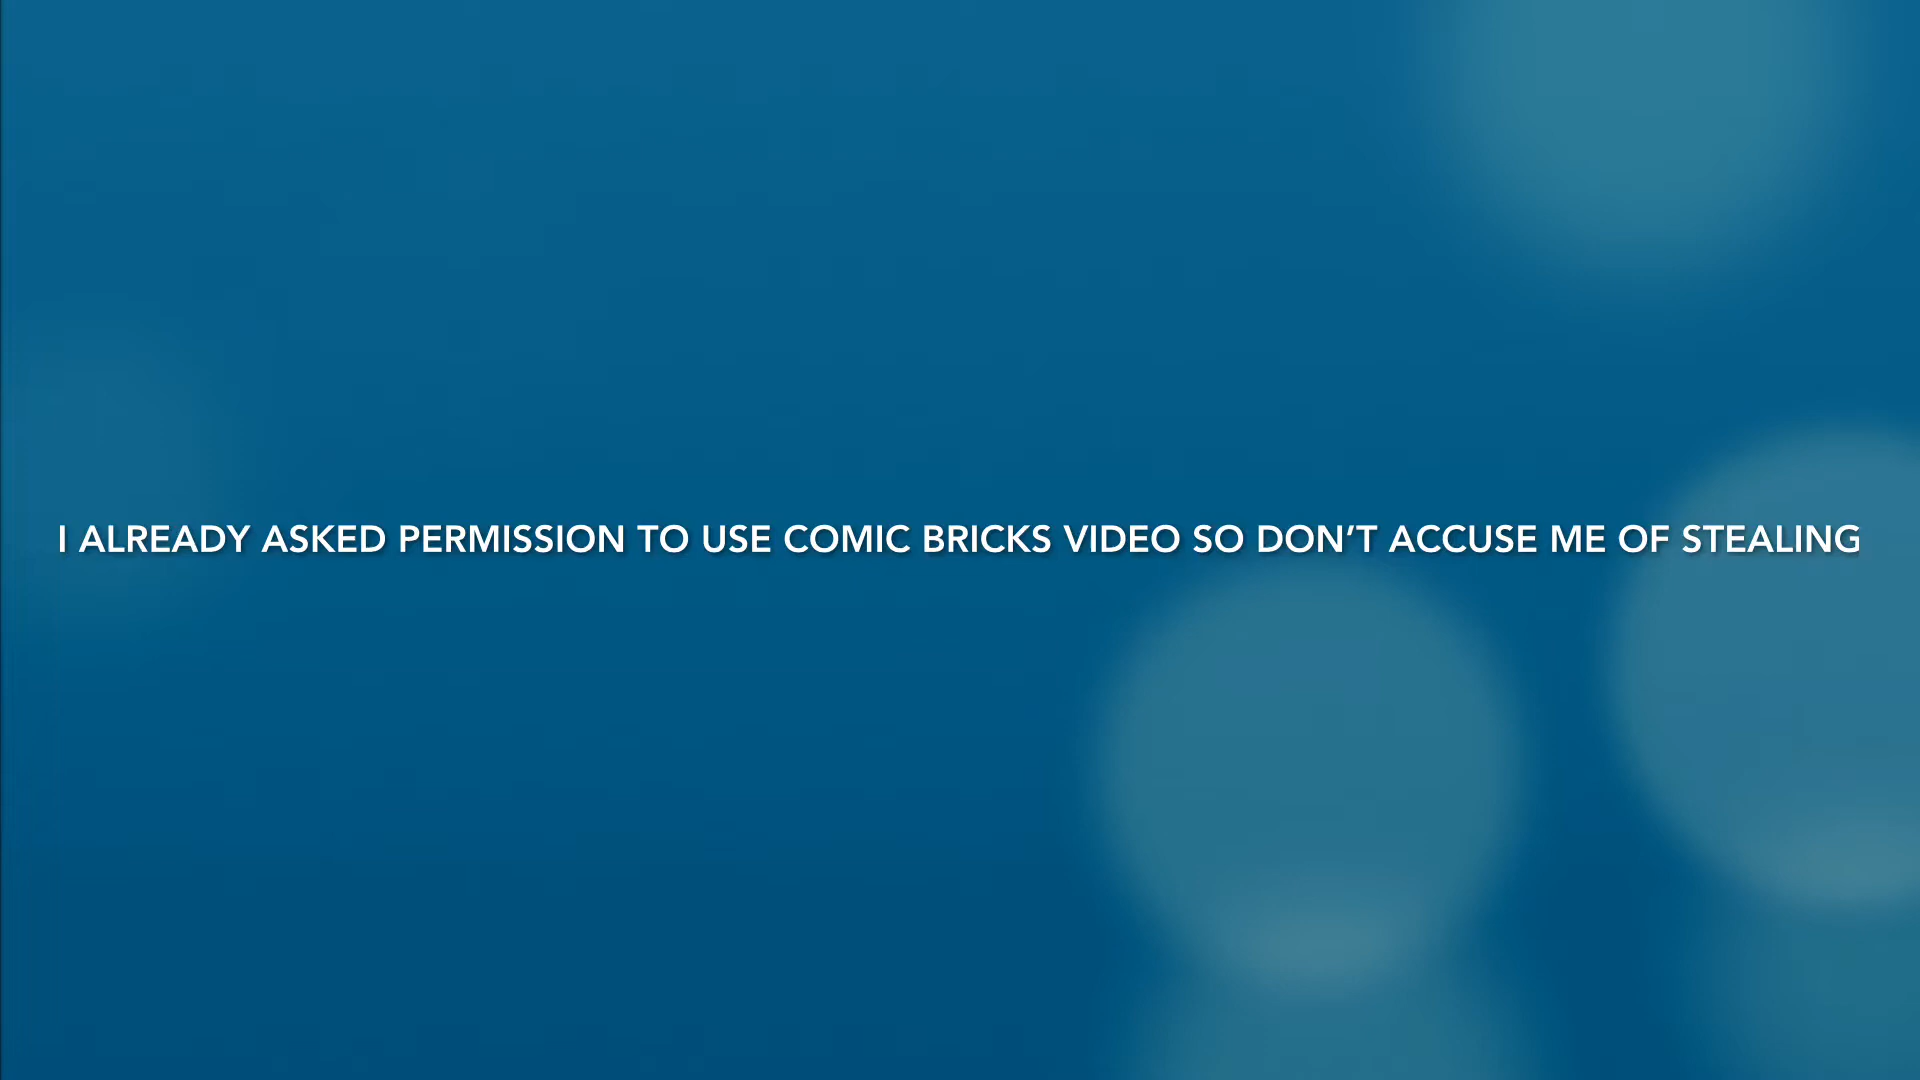 I ALREADY ASKED PERMISSION TO USE COMIC BRICKS VIDEO SO DON’T ACCUSE ME OF STEALING